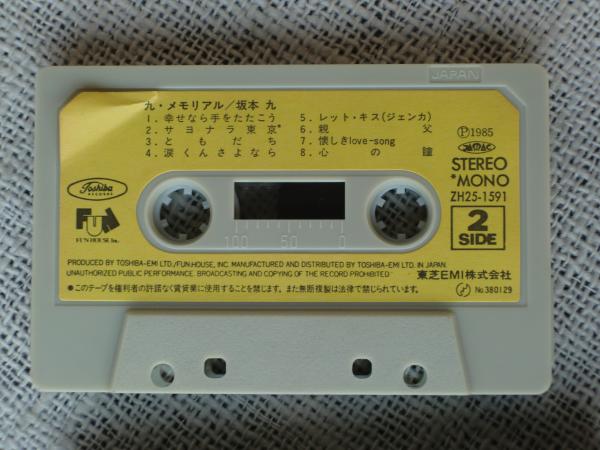 JAPAN
九・メモリアル／坂本 九
1. 幸せなら手をたたこう
2. サヨナラ東京*
3. ともだち
4. 涙くんさよなら
5. レット・キス(ジェンカ)
6. 親父
7. 懐しきlove-song
8. 心の瞳
Ⓟ1985
STEREO
*MONO
ZH25-1591
2
SIDE
Toshiba
RECORDS
FUN
FUN HOUSE Inc.
100 50 0
PRODUCED BY TOSHIBA-EMI LTD./FUN HOUSE, INC. MANUFACTURED AND DISTRIBUTED BY TOSHIBA-EMI LTD. IN JAPAN
UNAUTHORIZED PUBLIC PERFORMANCE. BROADCASTING AND COPYING OF THE RECORD PROHIBITED
東芝EMI株式会社
●このテープを権利者の許諾なく賃貸業に使用することを禁じます。また無断複製は法律で禁じられています。
No.380129